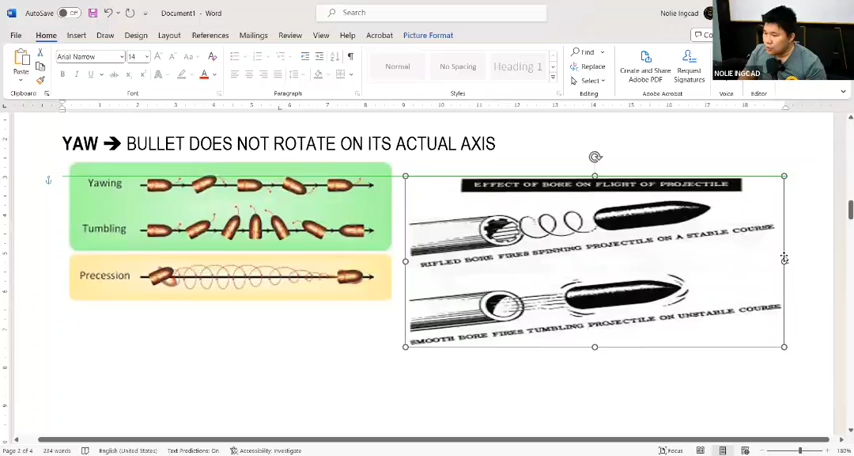 AutoSave Off
Document1 - Word
Search
Nolie Ingcad
File Home Insert Draw Design Layout References Mailings Review View Help Acrobat Picture Format
Paste
Arial Narrow 14
Normal No Spacing Heading 1
Find
Replace
Select
Create and Share Adobe PDF
Request Signatures
NOLIE INGCAD
Clipboard Font Paragraph Styles Editing Adobe Acrobat Voice
YAW ➔ BULLET DOES NOT ROTATE ON ITS ACTUAL AXIS
Yawing
Tumbling
Precession
EFFECT OF BORE ON FLIGHT OF PROJECTILE
RIFLED BORE FIRES SPINNING PROJECTILE ON A STABLE COURSE
SMOOTH BORE FIRES TUMBLING PROJECTILE ON UNSTABLE COURSE
Page 2 of 4 234 words English (United States) Text Predictions: On Accessibility: Investigate Focus 180%